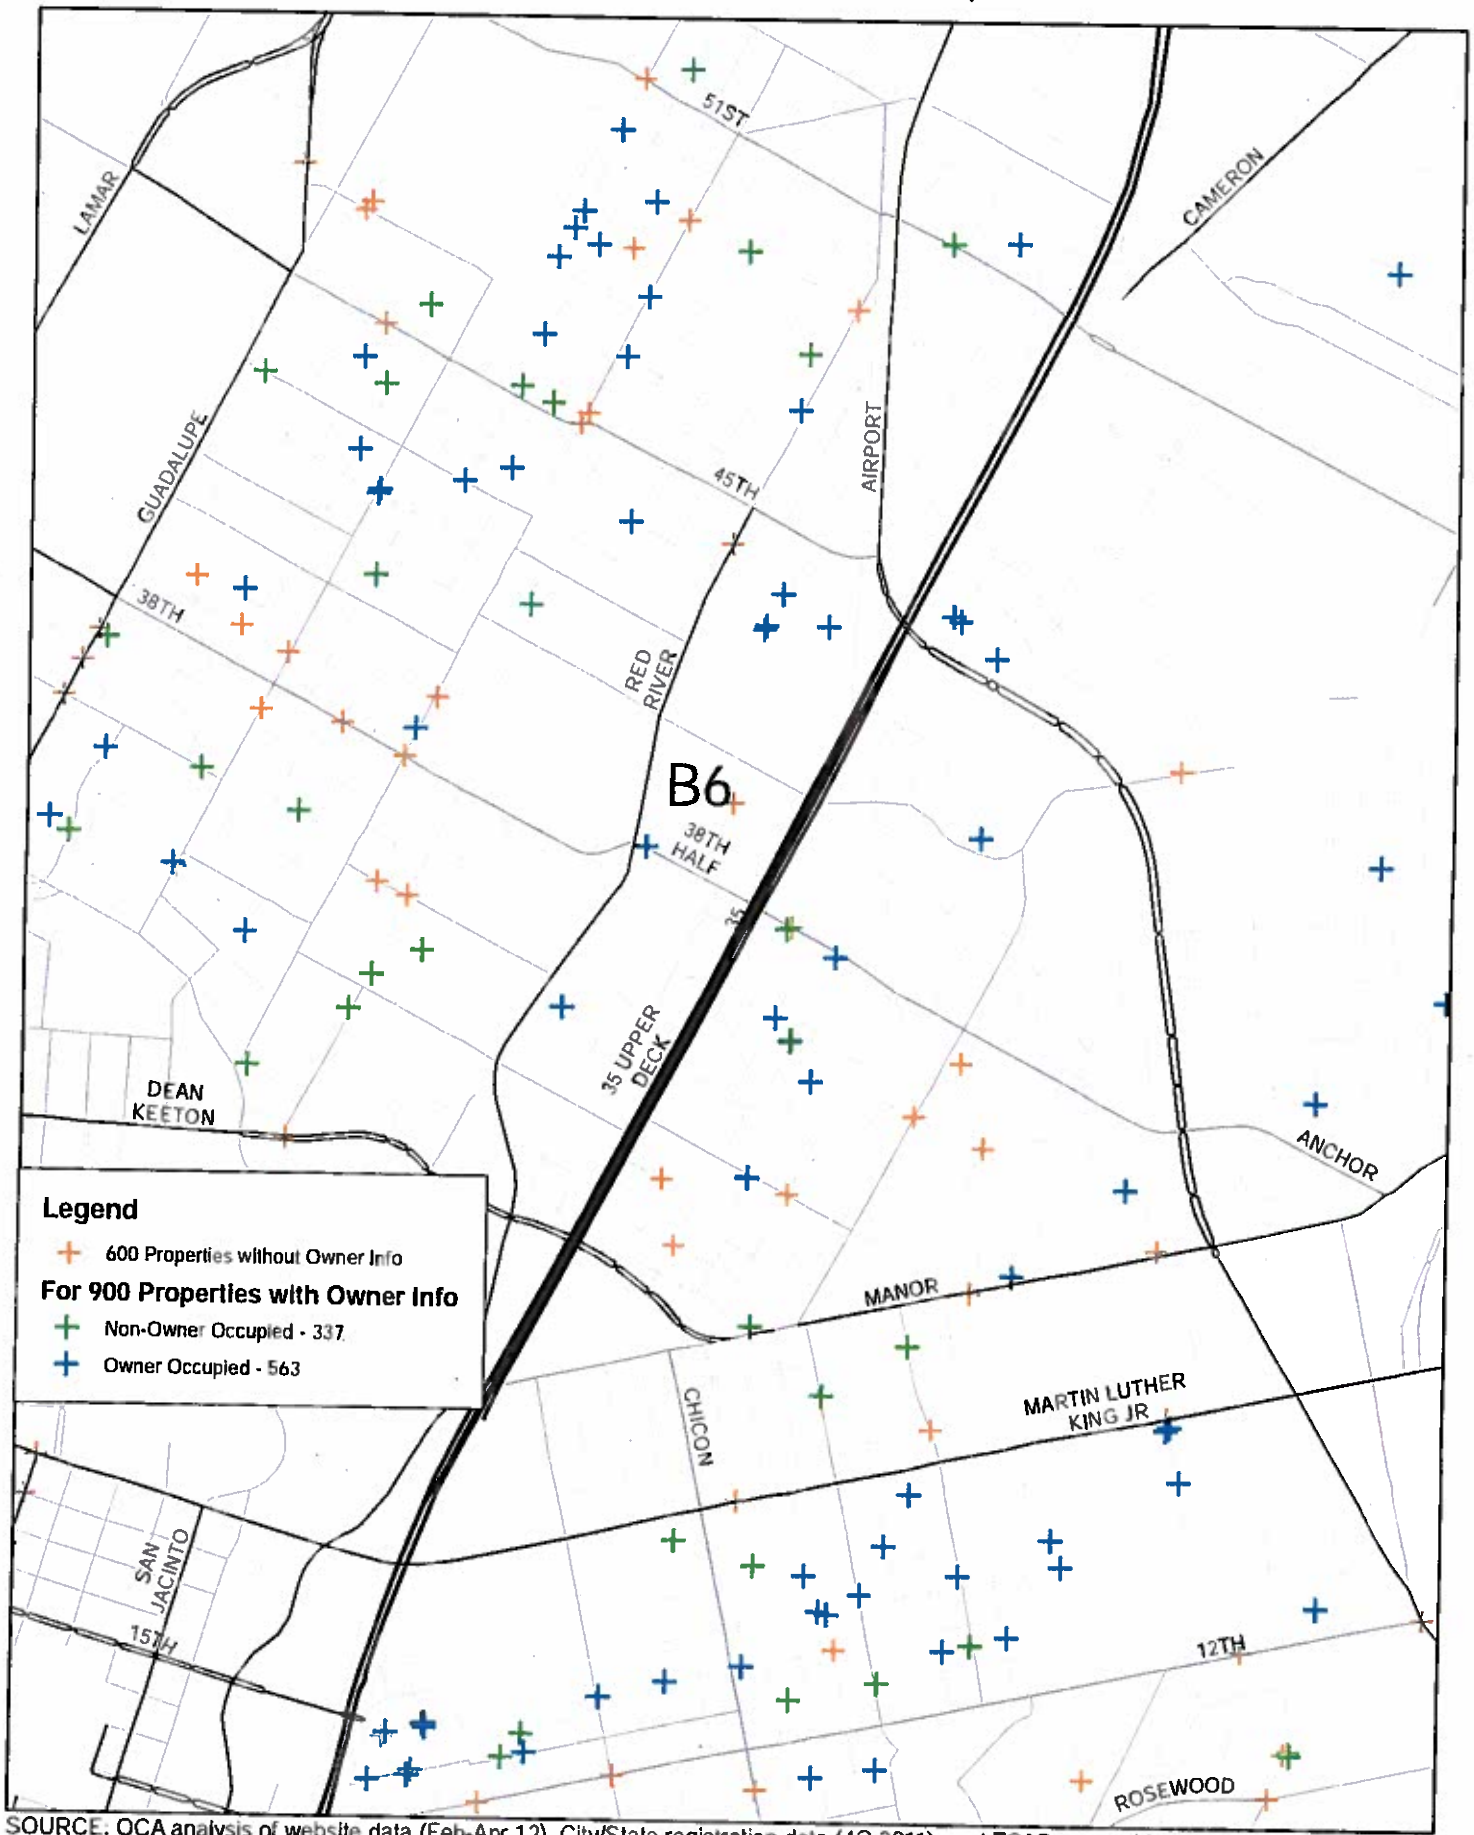 51ST
LAMAR
CAMERON
GUADALUPE
AIRPORT
45TH
38TH
RED
RIVER
B6
38TH
HALF
35
35 UPPER
DECK
DEAN
KEETON
ANCHOR
Legend
600 Properties without Owner Info
For 900 Properties with Owner Info
Non-Owner Occupied - 337
Owner Occupied - 563
MANOR
CHICON
MARTIN LUTHER
KING JR
SAN
JACINTO
15TH
12TH
ROSEWOOD
SOURCE: OCA analysis of website data (Feb-Apr 12), City/State registration data